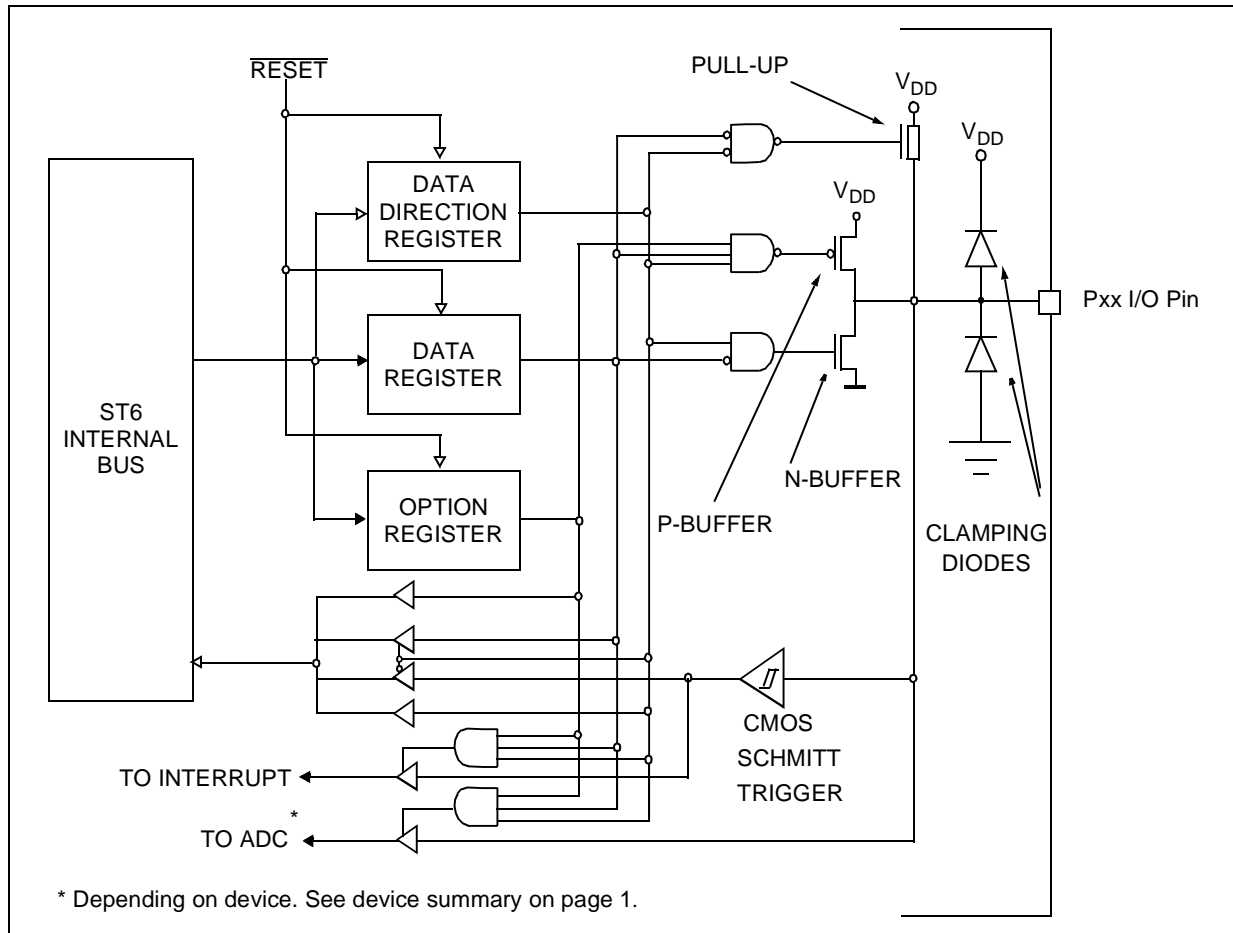 RESET
PULL-UP
VDD
VDD
DATA
DIRECTION
REGISTER
VDD
Pxx I/O Pin
DATA
REGISTER
ST6
INTERNAL
BUS
N-BUFFER
OPTION
REGISTER
P-BUFFER
CLAMPING
DIODES
CMOS
SCHMITT
TRIGGER
TO INTERRUPT
TO ADC*
* Depending on device. See device summary on page 1.